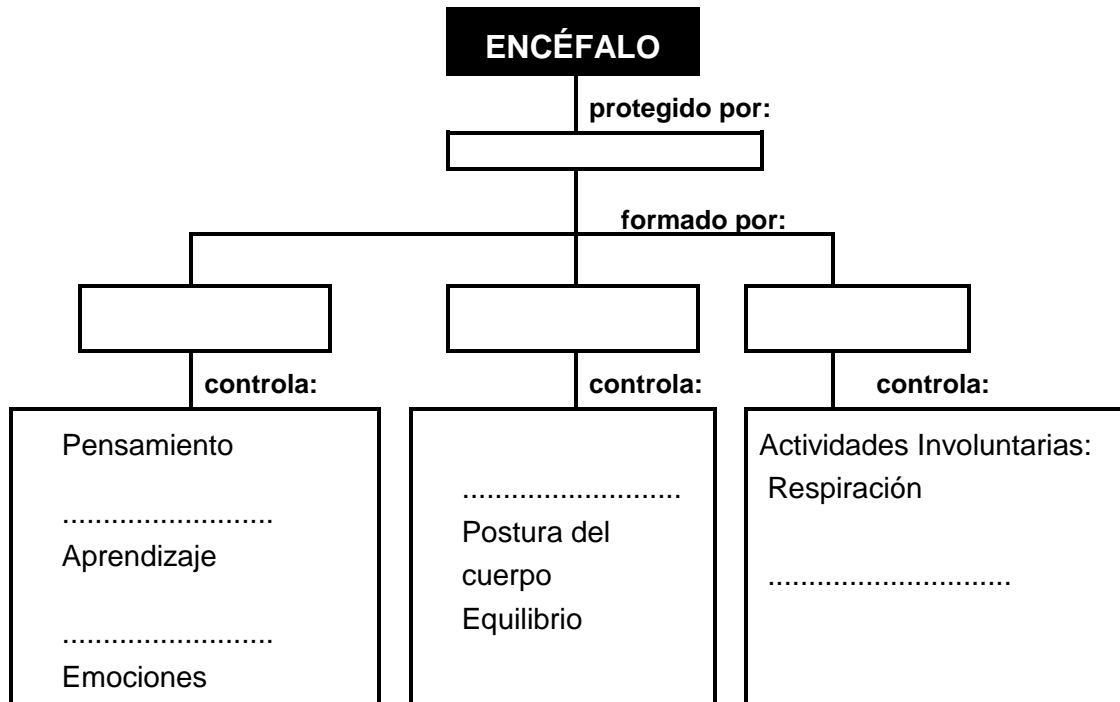 ENCÉFALO
protegido por:
formado por:
controla:
controla:
controla:
Pensamiento
..........................
Aprendizaje
..........................
Emociones
...........................
Postura del
cuerpo
Equilibrio
Actividades Involuntarias:
Respiración
..............................